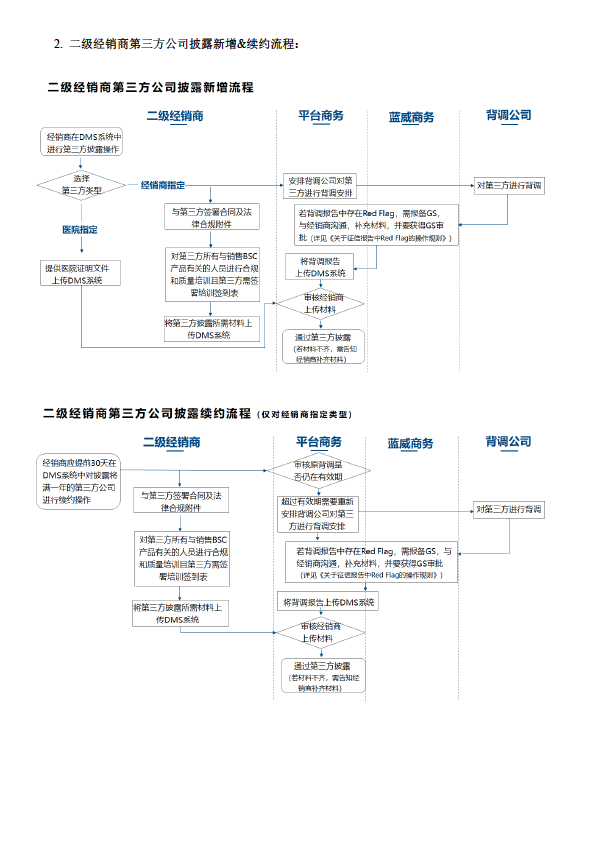 2. 二级经销商第三方公司披露新增&续约流程：
二级经销商第三方公司披露新增流程
二级经销商
平台商务
蓝威商务
背调公司
经销商在DMS系统中
进行第三方披露操作
选择
第三方类型
经销商指定
安排背调公司对第
三方进行背调安排
对第三方进行背调
与第三方签署合同及法
律合规附件
若背调报告中存在Red Flag，需报备GS，
与经销商沟通，补充材料，并要获得GS审
批（详见《关于征信报告中Red Flag的操作规则》）
医院指定
提供医院证明文件
上传DMS系统
对第三方所有与销售BSC
产品有关的人员进行合规
和质量培训且第三方需签
署培训签到表
将背调报告
上传DMS系统
审核经销商
上传材料
将第三方披露所需材料上
传DMS系统
通过第三方披露
（若材料不齐，需告知
经销商补齐材料）
二级经销商第三方公司披露续约流程（仅对经销商指定类型）
二级经销商
平台商务
蓝威商务
背调公司
经销商应提前30天在
DMS系统中对披露将
满一年的第三方公司
进行续约操作
审核原背调是
否仍在有效期
与第三方签署合同及法
律合规附件
超过有效期需要重新
安排背调公司对第三
方进行背调安排
对第三方进行背调
对第三方所有与销售BSC
产品有关的人员进行合规
和质量培训且第三方需签
署培训签到表
若背调报告中存在Red Flag，需报备GS，与
经销商沟通，补充材料，并要获得GS审批
（详见《关于征信报告中Red Flag的操作规则》）
将背调报告上传DMS系统
将第三方披露所需材料上
传DMS系统
审核经销商
上传材料
通过第三方披露
（若材料不齐，需告知经
销商补齐材料）